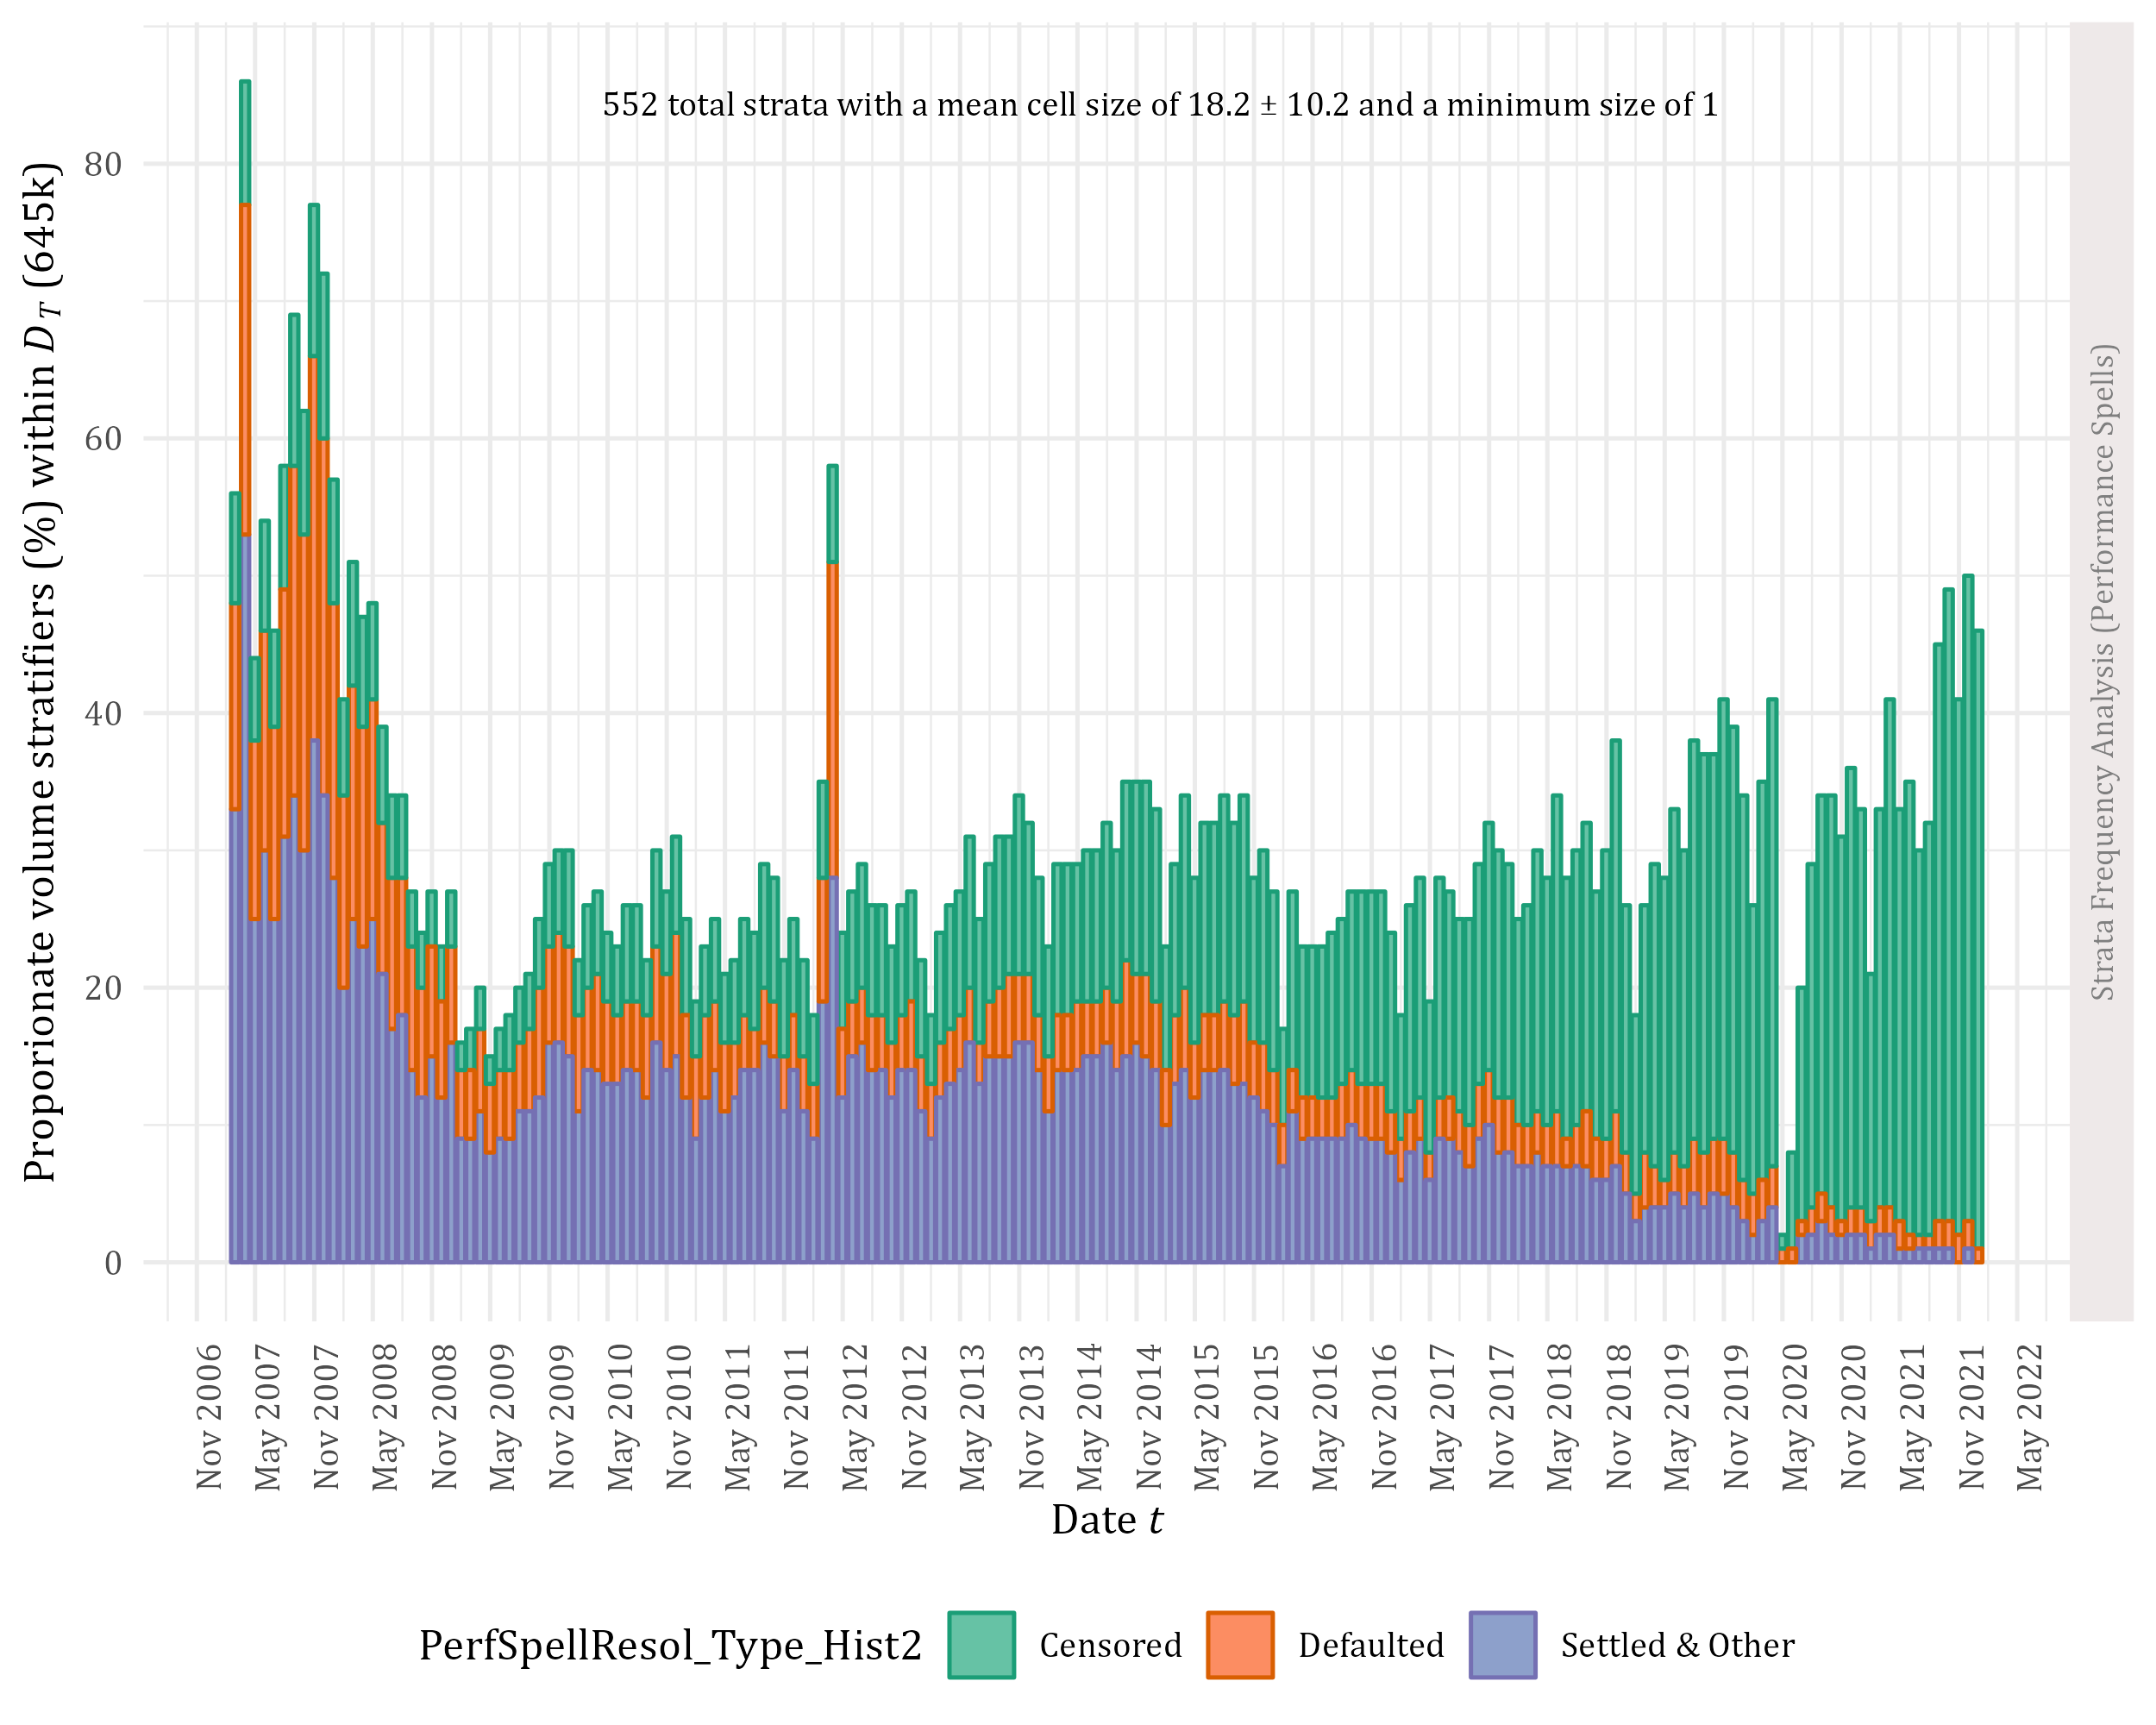 552 total strata with a mean cell size of 18.2 ± 10.2 and a minimum size of 1
Proporionate volume stratifiers (%) within D_T (645k)
80
60
40
20
0
Strata Frequency Analysis (Performance Spells)
Nov 2006
May 2007
Nov 2007
May 2008
Nov 2008
May 2009
Nov 2009
May 2010
Nov 2010
May 2011
Nov 2011
May 2012
Nov 2012
May 2013
Nov 2013
May 2014
Nov 2014
May 2015
Nov 2015
May 2016
Nov 2016
May 2017
Nov 2017
May 2018
Nov 2018
May 2019
Nov 2019
May 2020
Nov 2020
May 2021
Nov 2021
May 2022
Date t
PerfSpellResol_Type_Hist2 Censored Defaulted Settled & Other